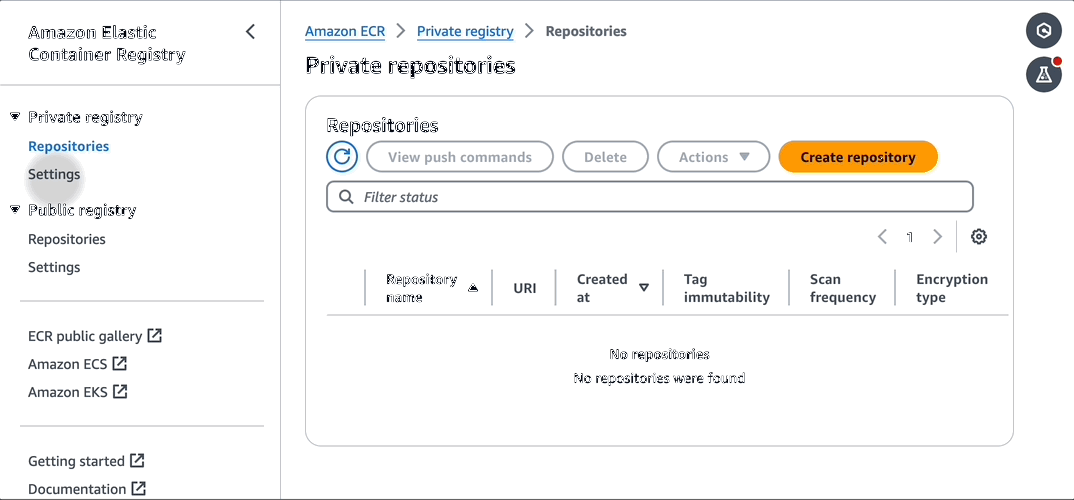 Amazon Elastic
Container Registry
Private registry
Repositories
Settings
Public registry
Repositories
Settings
ECR public gallery
Amazon ECS
Amazon EKS
Getting started
Documentation
Amazon ECR > Private registry > Repositories
Private repositories
Repositories
View push commands Delete Actions Create repository
Filter status
1
Repository name URI Created at Tag immutability Scan frequency Encryption type
No repositories
No repositories were found